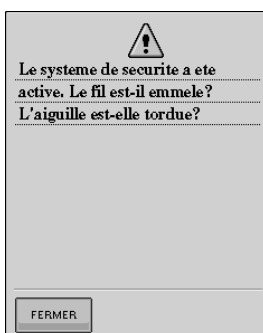 Le systeme de securite a ete
active. Le fil est-il emmele?
L'aiguille est-elle tordue?
FERMER